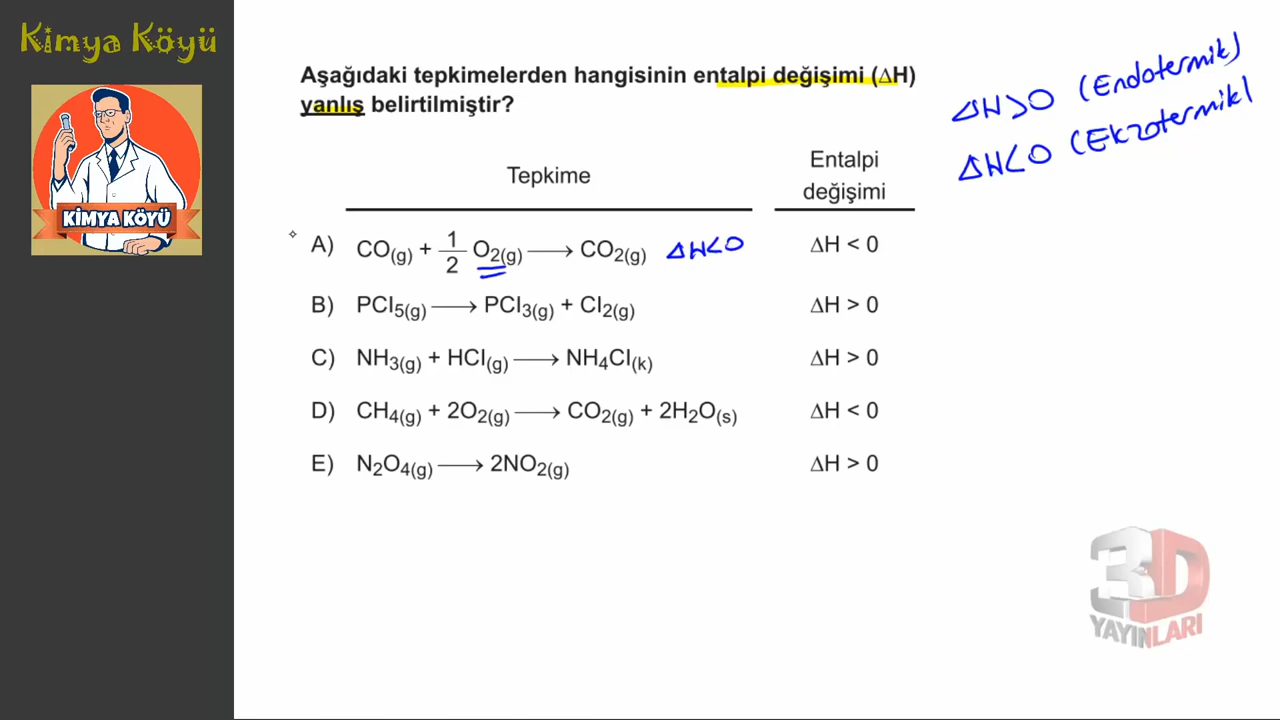 Kimya Köyü
KİMYA KÖYÜ
Aşağıdaki tepkimelerden hangisinin entalpi değişimi (ΔH)
yanlış belirtilmiştir?
ΔH>0 (Endotermik)
ΔH<0 (Ekzotermik)
Tepkime
Entalpi
değişimi
A) CO(g) + 1/2 O2(g) ⟶ CO2(g) ΔH<0 ΔH < 0
B) PCl5(g) ⟶ PCl3(g) + Cl2(g) ΔH > 0
C) NH3(g) + HCl(g) ⟶ NH4Cl(k) ΔH > 0
D) CH4(g) + 2O2(g) ⟶ CO2(g) + 2H2O(s) ΔH < 0
E) N2O4(g) ⟶ 2NO2(g) ΔH > 0
3D
YAYINLARI